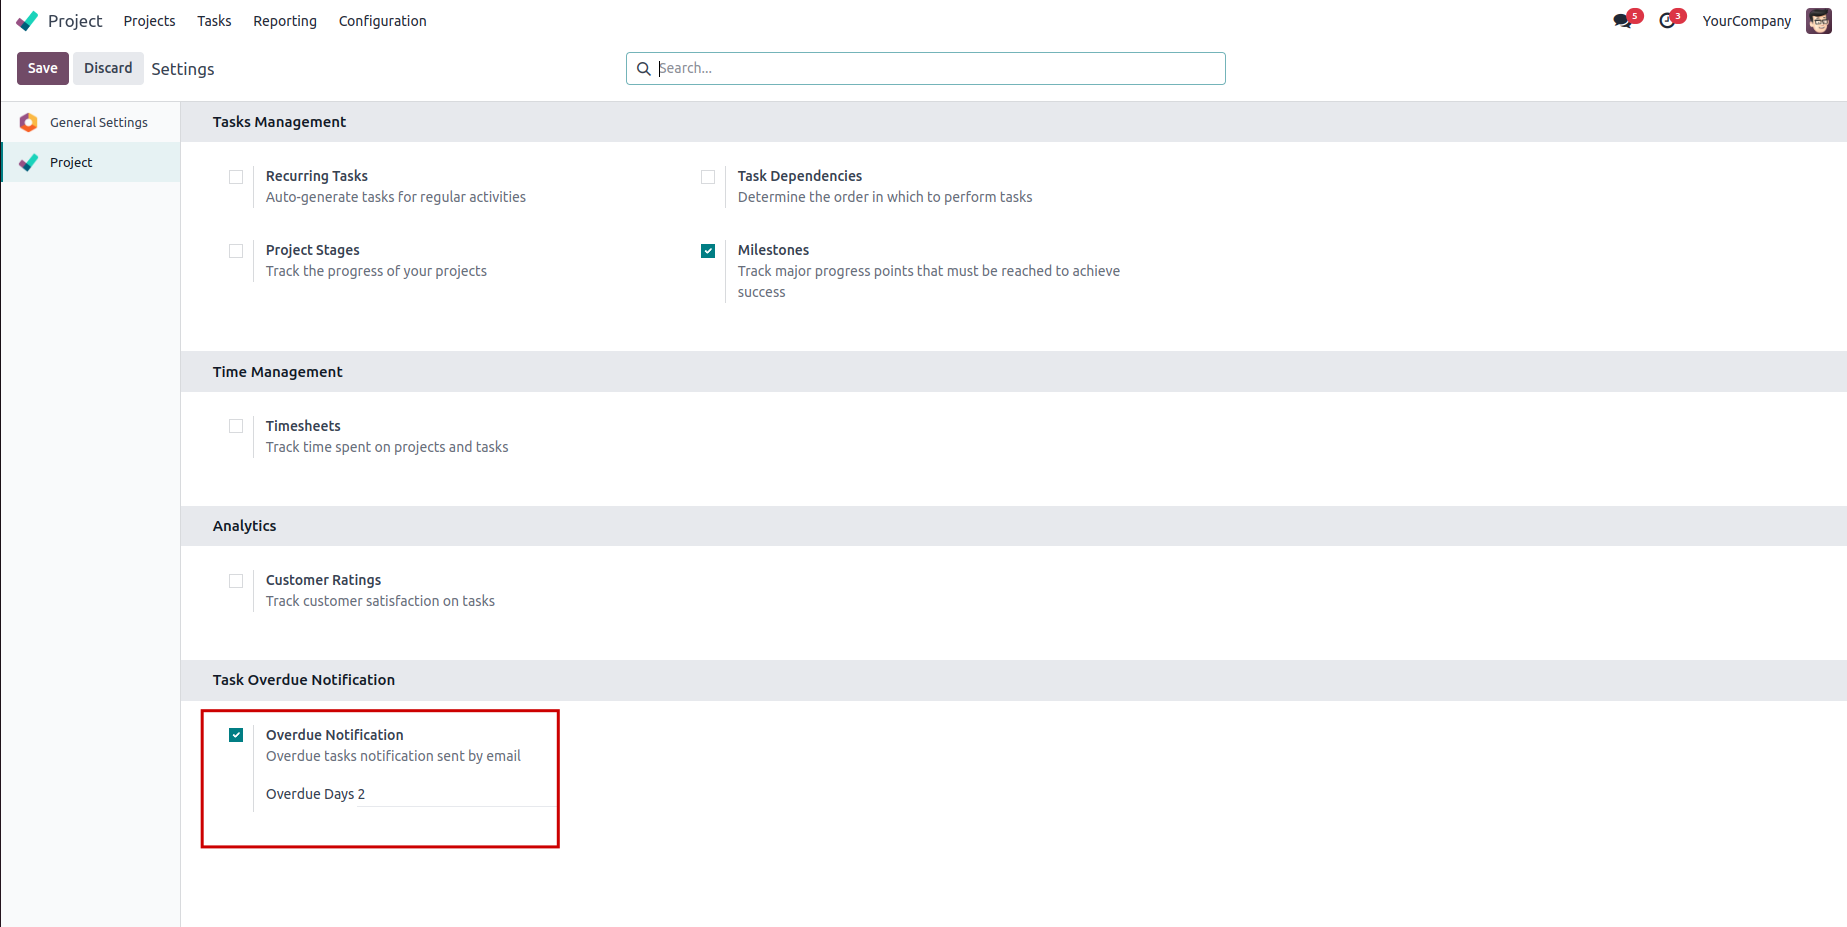 Project Projects Tasks Reporting Configuration 5 3 YourCompany
Save Discard Settings Search...
General Settings
Project
Tasks Management
Recurring Tasks
Auto-generate tasks for regular activities
Task Dependencies
Determine the order in which to perform tasks
Project Stages
Track the progress of your projects
Milestones
Track major progress points that must be reached to achieve
success
Time Management
Timesheets
Track time spent on projects and tasks
Analytics
Customer Ratings
Track customer satisfaction on tasks
Task Overdue Notification
Overdue Notification
Overdue tasks notification sent by email
Overdue Days 2